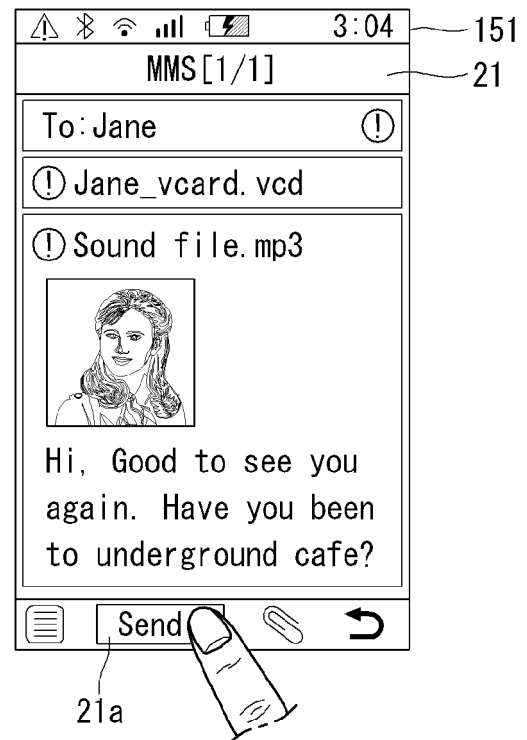 3:04
151
MMS[1/1]
21
To:Jane
Jane_vcard.vcd
Sound file.mp3
Hi, Good to see you
again. Have you been
to underground cafe?
Send
21a